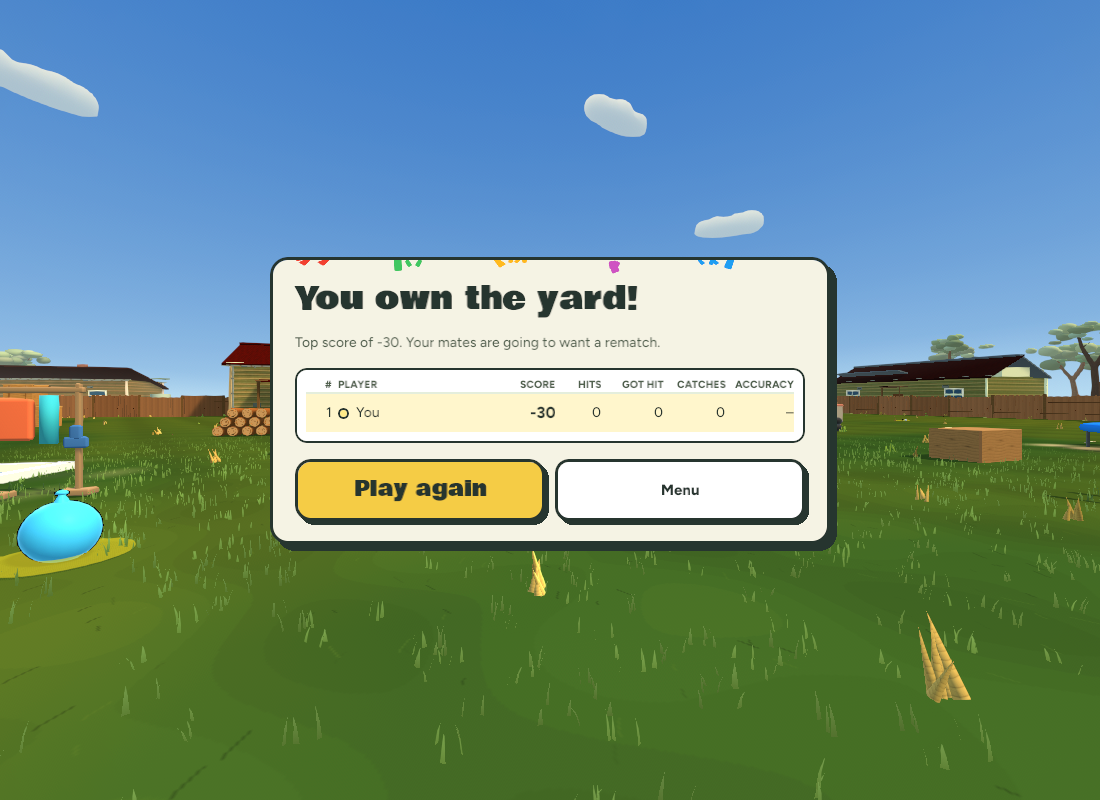 You own the yard!
Top score of -30. Your mates are going to want a rematch.
# PLAYER SCORE HITS GOT HIT CATCHES ACCURACY
1 You -30 0 0 0 –
Play again
Menu